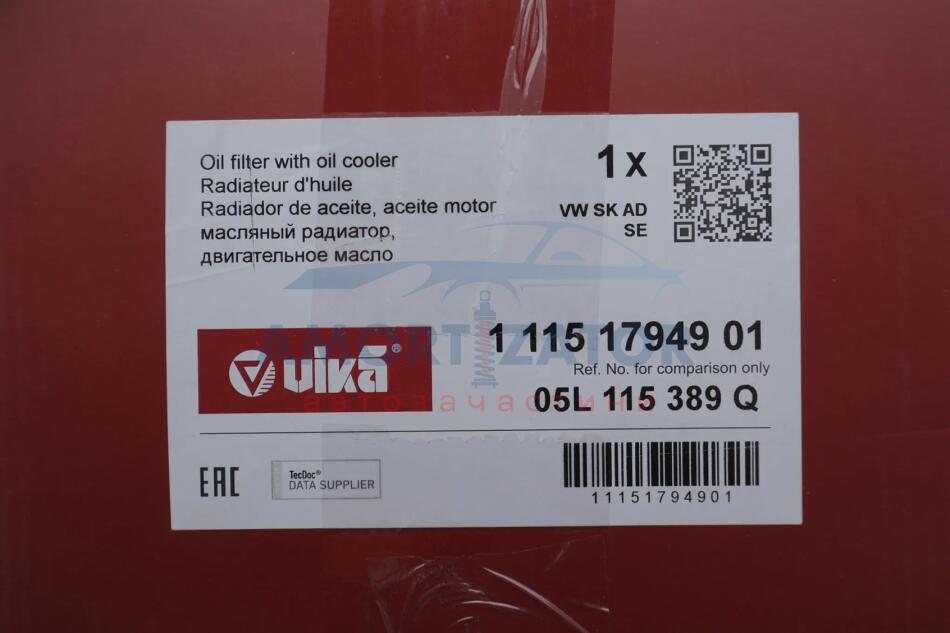 Oil filter with oil cooler
Radiateur d'huile
Radiador de aceite, aceite motor
масляный радиатор,
двигательное масло
1 x
VW SK AD
SE
AMORTIZATOR
автозачастини
vika®
1 115 17949 01
Ref. No. for comparison only
05L 115 389 Q
EAC
TecDoc®
DATA SUPPLIER
11151794901